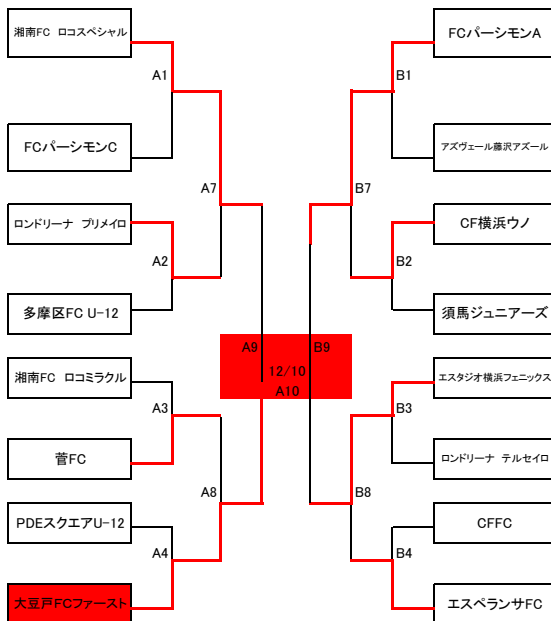 湘南FC ロコスペシャル
A1
FCパーシモンC
A7
ロンドリーナ プリメイロ
A2
多摩区FC U-12
湘南FC ロコミラクル
A3
菅FC
A8
PDEスクエアU-12
A4
大豆戸FCファースト
A9
B9
12/10
A10
FCパーシモンA
B1
アズヴェール藤沢アズール
B7
CF横浜ウノ
B2
須馬ジュニアーズ
エスタジオ横浜フェニックス
B3
ロンドリーナ テルセイロ
B8
CFFC
B4
エスペランサFC